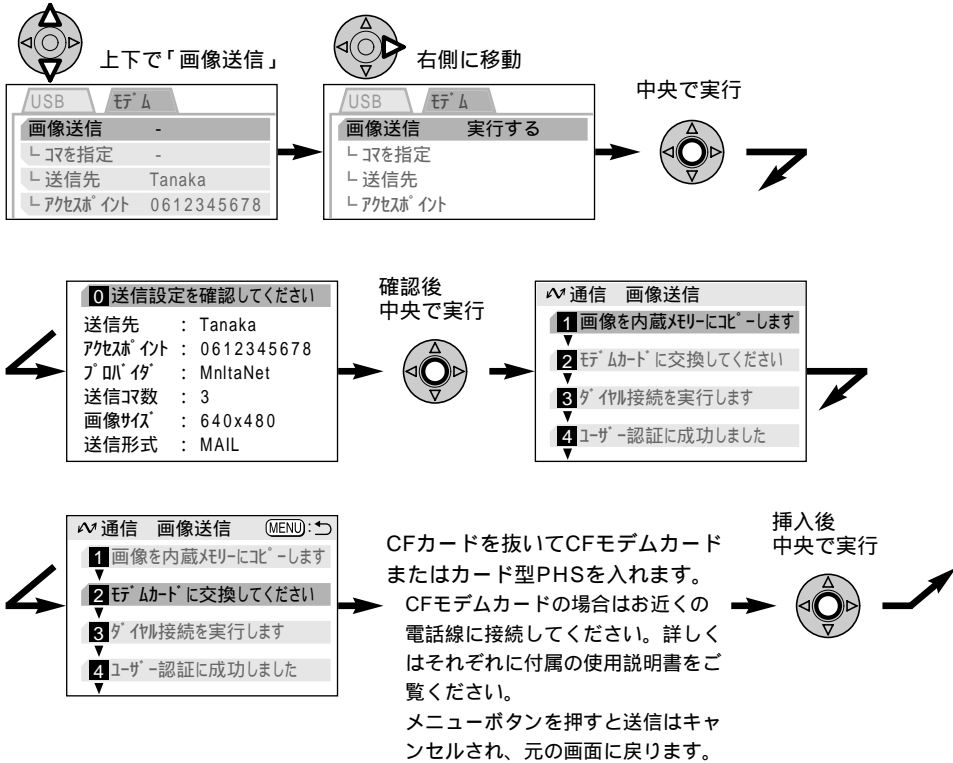 上下で「画像送信」
USB ﾓﾃﾞﾑ
画像送信 -
└ ｺﾏを指定 -
└ 送信先 Tanaka
└ ｱｸｾｽﾎﾟｲﾝﾄ 0612345678
右側に移動
USB ﾓﾃﾞﾑ
画像送信 実行する
└ ｺﾏを指定
└ 送信先
└ ｱｸｾｽﾎﾟｲﾝﾄ
中央で実行
0 送信設定を確認してください
送信先 : Tanaka
ｱｸｾｽﾎﾟｲﾝﾄ : 0612345678
ﾌﾟﾛﾊﾞｲﾀﾞ : MnltaNet
送信ｺﾏ数 : 3
画像ｻｲｽﾞ : 640x480
送信形式 : MAIL
確認後
中央で実行
通信 画像送信
1 画像を内蔵ﾒﾓﾘｰにｺﾋﾟｰします
2 ﾓﾃﾞﾑｶｰﾄﾞに交換してください
3 ﾀﾞｲﾔﾙ接続を実行します
4 ﾕｰｻﾞｰ認証に成功しました
通信 画像送信 MENU:
1 画像を内蔵ﾒﾓﾘｰにｺﾋﾟｰします
2 ﾓﾃﾞﾑｶｰﾄﾞに交換してください
3 ﾀﾞｲﾔﾙ接続を実行します
4 ﾕｰｻﾞｰ認証に成功しました
CFカードを抜いてCFモデムカード
またはカード型PHSを入れます。
CFモデムカードの場合はお近くの
電話線に接続してください。詳しく
はそれぞれに付属の使用説明書をご
覧ください。
メニューボタンを押すと送信はキャ
ンセルされ、元の画面に戻ります。
挿入後
中央で実行